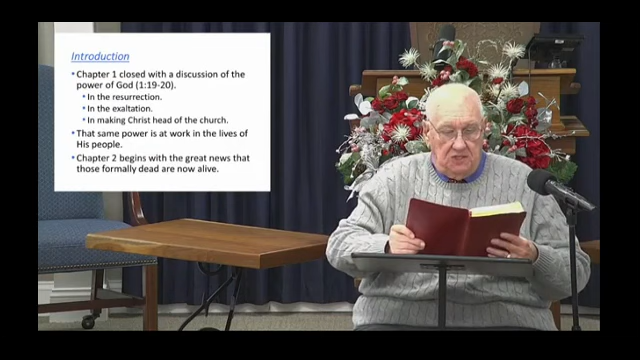 Introduction
• Chapter 1 closed with a discussion of the
power of God (1:19-20).
• In the resurrection.
• In the exaltation.
• In making Christ head of the church.
• That same power is at work in the lives of
His people.
• Chapter 2 begins with the great news that
those formally dead are now alive.